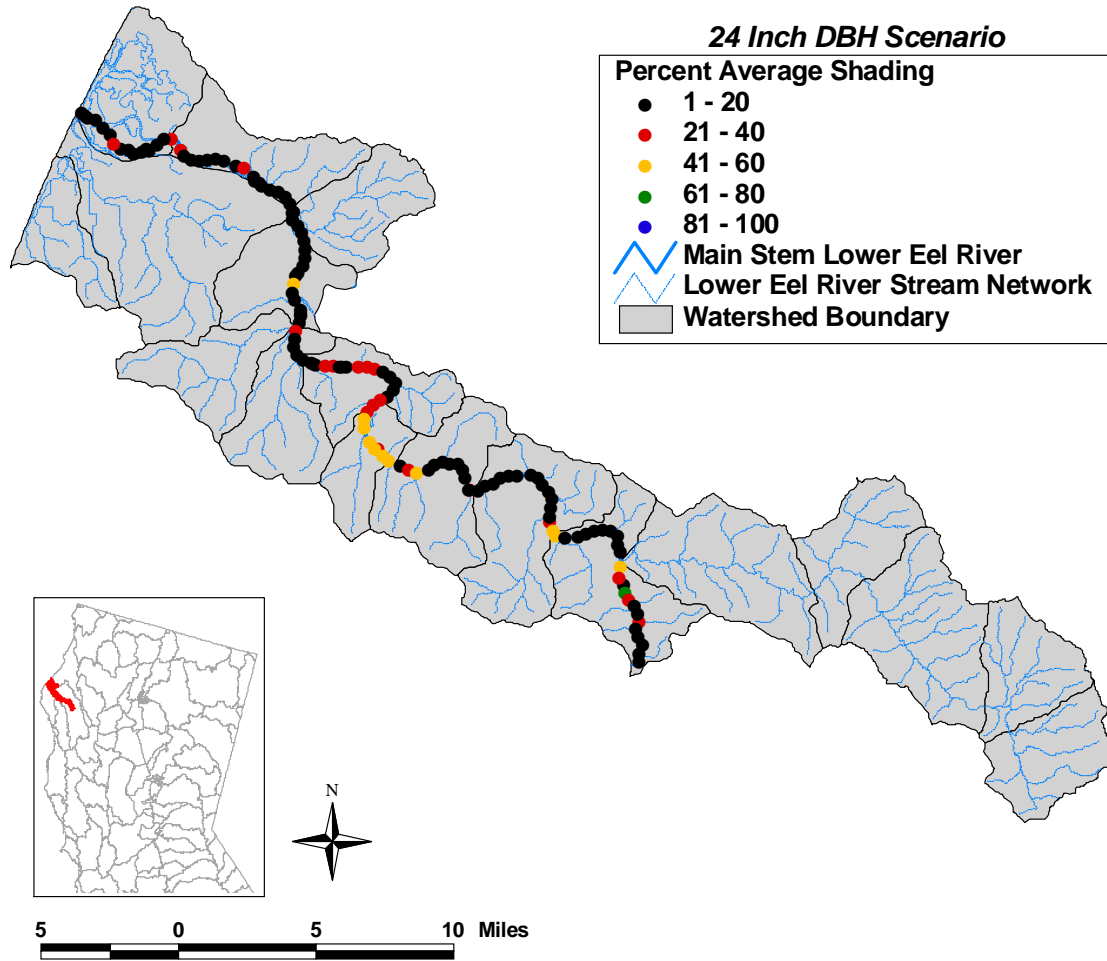 24 Inch DBH Scenario
Percent Average Shading
1 - 20
21 - 40
41 - 60
61 - 80
81 - 100
Main Stem Lower Eel River
Lower Eel River Stream Network
Watershed Boundary
N
5 0 5 10 Miles